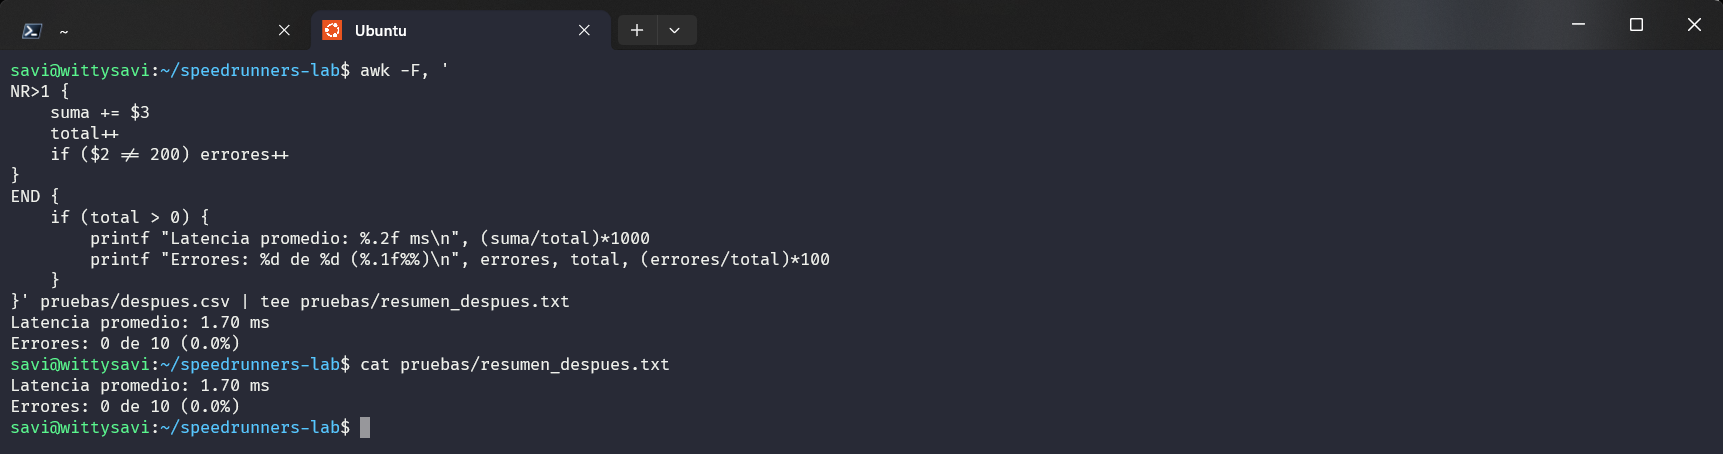 ~
Ubuntu
savi@wittysavi:~/speedrunners-lab$ awk -F, '
NR>1 {
    suma += $3
    total++
    if ($2 != 200) errores++
}
END {
    if (total > 0) {
        printf "Latencia promedio: %.2f ms\n", (suma/total)*1000
        printf "Errores: %d de %d (%.1f%%)\n", errores, total, (errores/total)*100
    }
}' pruebas/despues.csv | tee pruebas/resumen_despues.txt
Latencia promedio: 1.70 ms
Errores: 0 de 10 (0.0%)
savi@wittysavi:~/speedrunners-lab$ cat pruebas/resumen_despues.txt
Latencia promedio: 1.70 ms
Errores: 0 de 10 (0.0%)
savi@wittysavi:~/speedrunners-lab$